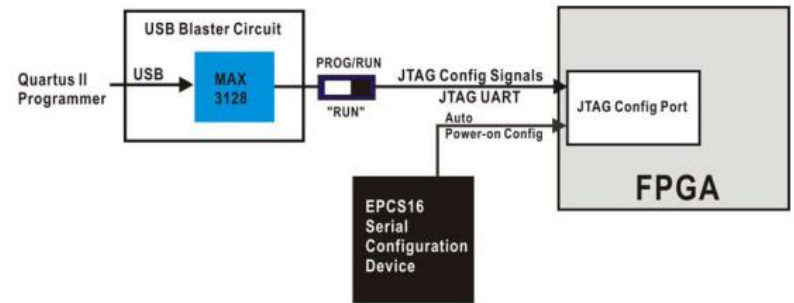 USB Blaster Circuit
Quartus II
Programmer
USB
MAX
3128
PROG/RUN
"RUN"
JTAG Config Signals
JTAG UART
Auto
Power-on Config
JTAG Config Port
FPGA
EPCS16
Serial
Configuration
Device